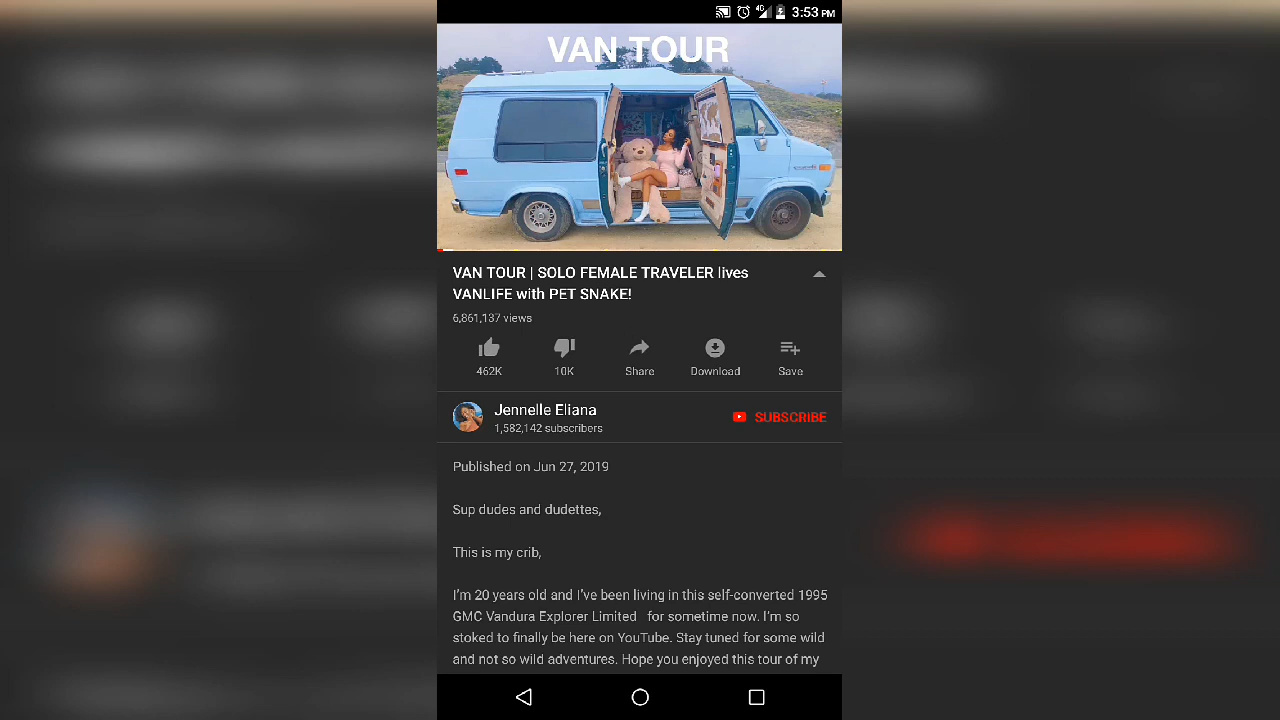 4G 3:53 PM
VAN TOUR
VAN TOUR | SOLO FEMALE TRAVELER lives
VANLIFE with PET SNAKE!
6,861,137 views
462K 10K Share Download Save
Jennelle Eliana
1,582,142 subscribers
SUBSCRIBE
Published on Jun 27, 2019
Sup dudes and dudettes,
This is my crib,
I'm 20 years old and I've been living in this self-converted 1995
GMC Vandura Explorer Limited for sometime now. I'm so
stoked to finally be here on YouTube. Stay tuned for some wild
and not so wild adventures. Hope you enjoyed this tour of my